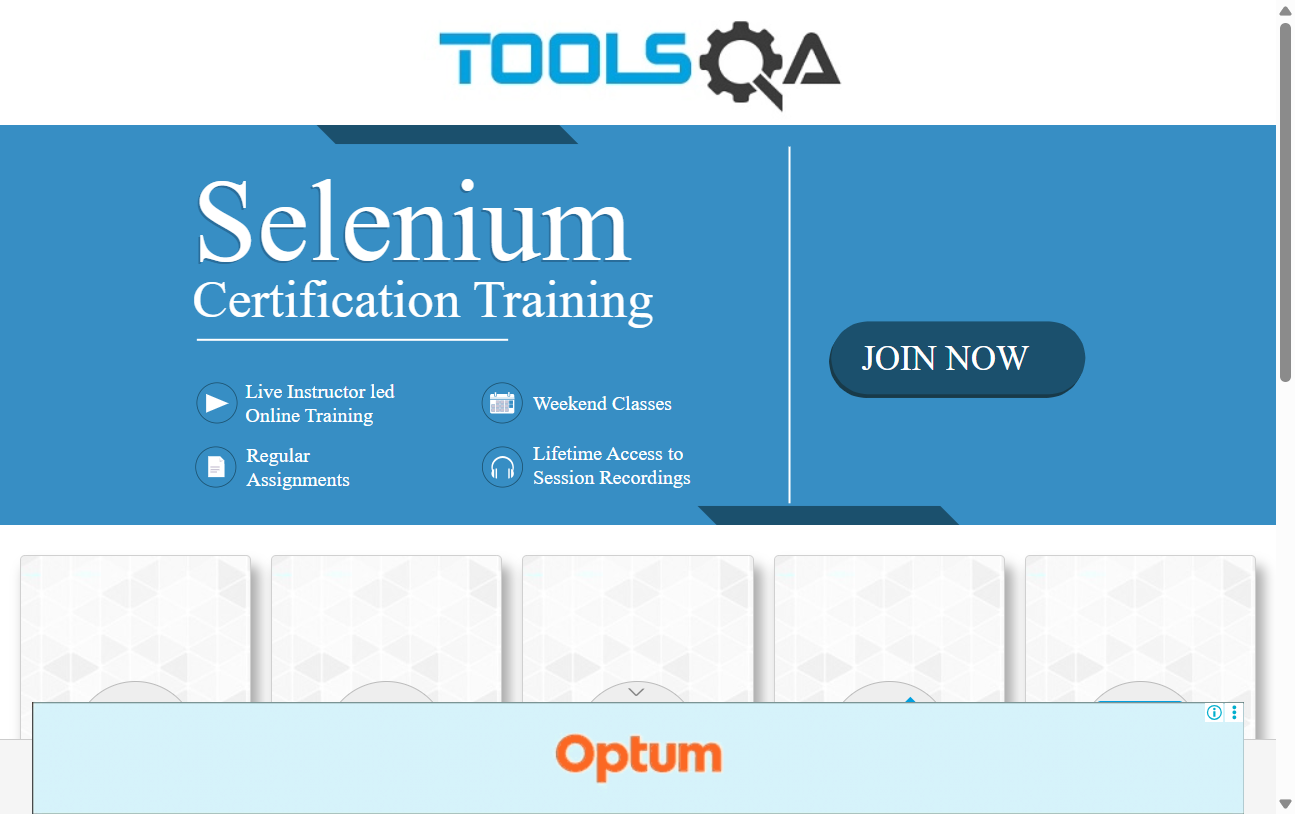 TOOLSQA
Selenium
Certification Training
JOIN NOW
Live Instructor led
Online Training
Weekend Classes
Regular
Assignments
Lifetime Access to
Session Recordings
Optum